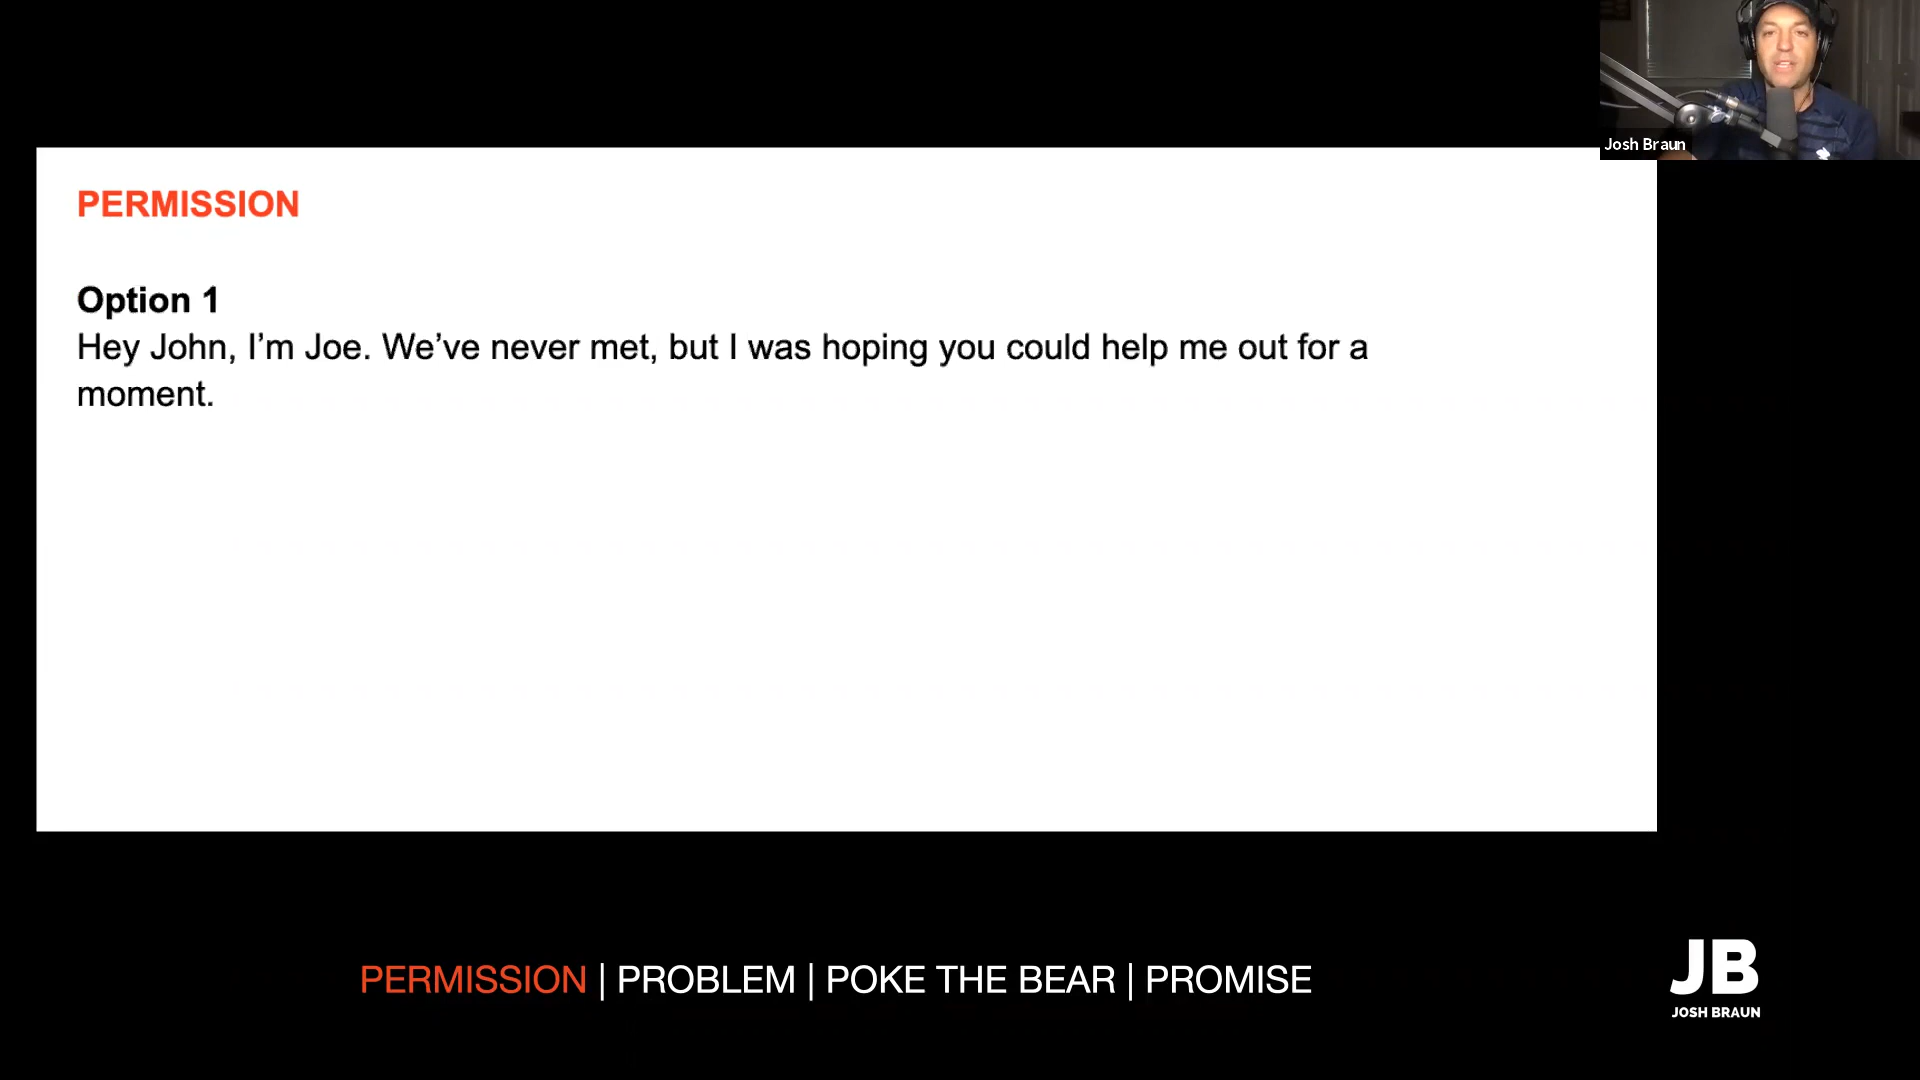 Josh Braun
PERMISSION
Option 1
Hey John, I’m Joe. We’ve never met, but I was hoping you could help me out for a
moment.
PERMISSION | PROBLEM | POKE THE BEAR | PROMISE
JB
JOSH BRAUN